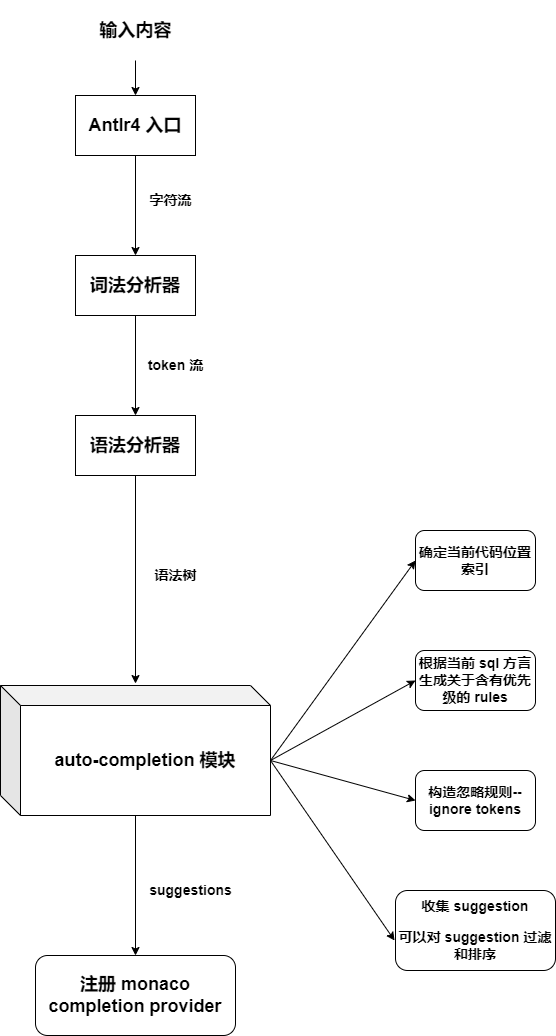 输入内容
Antlr4 入口
字符流
词法分析器
token 流
语法分析器
语法树
确定当前代码位置
索引
根据当前 sql 方言
生成关于含有优先
级的 rules
auto-completion 模块
构造忽略规则--
ignore tokens
suggestions
收集 suggestion
可以对 suggestion 过滤
和排序
注册 monaco
completion provider